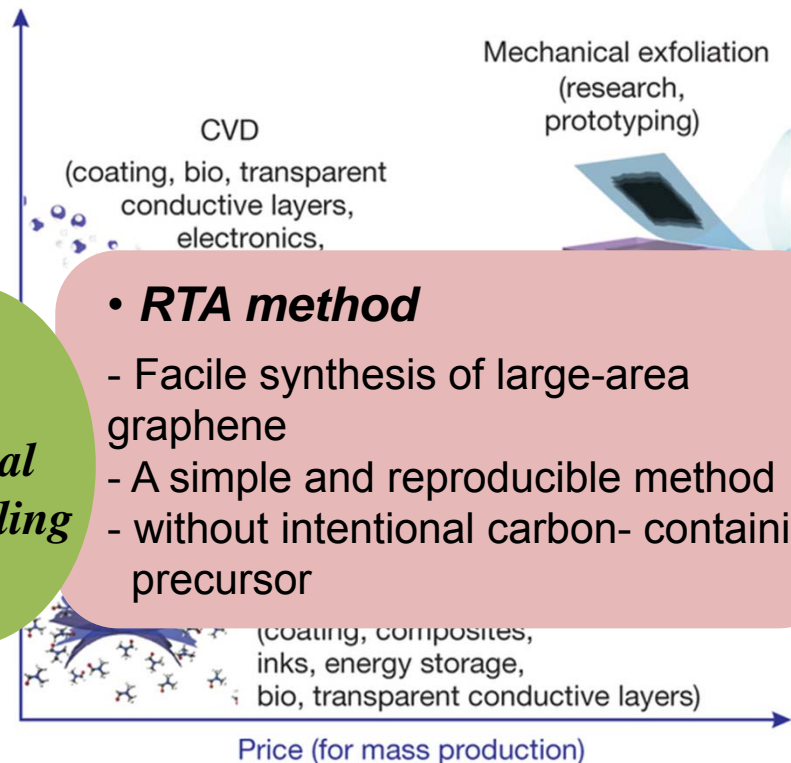 Mechanical exfoliation
(research,
prototyping)
CVD
(coating, bio, transparent
conductive layers,
electronics,
• RTA method
- Facile synthesis of large-area
graphene
- A simple and reproducible method
- without intentional carbon- containi
precursor
al
ling
(coating, composites,
inks, energy storage,
bio, transparent conductive layers)
Price (for mass production)